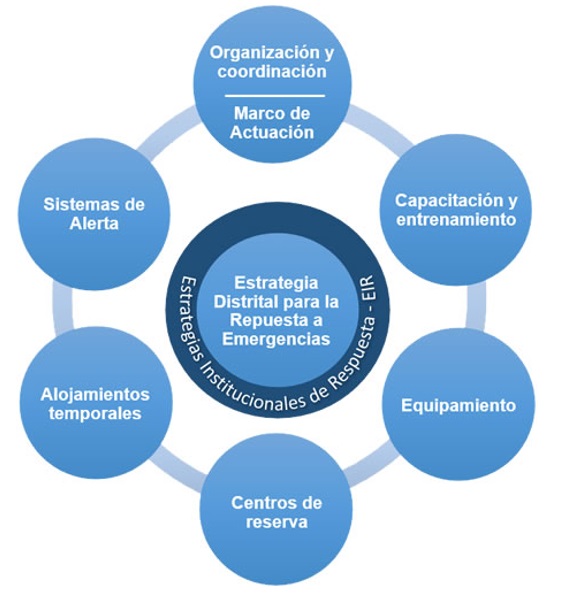 Organización y
coordinación
Marco de
Actuación
Sistemas de
Alerta
Capacitación y
entrenamiento
Estrategia
Distrital para la
Repuesta a
Emergencias
Estrategias Institucionales de Respuesta - EIR
Alojamientos
temporales
Equipamiento
Centros de
reserva